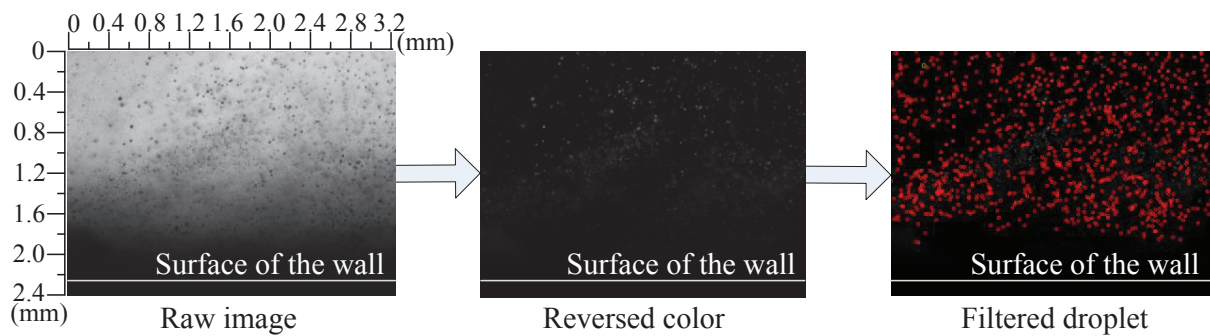 0 0.4 0.8 1.2 1.6 2.0 2.4 2.8 3.2
(mm)
0
0.4
0.8
1.2
1.6
2.0
2.4
(mm)
Surface of the wall
Surface of the wall
Surface of the wall
Raw image
Reversed color
Filtered droplet